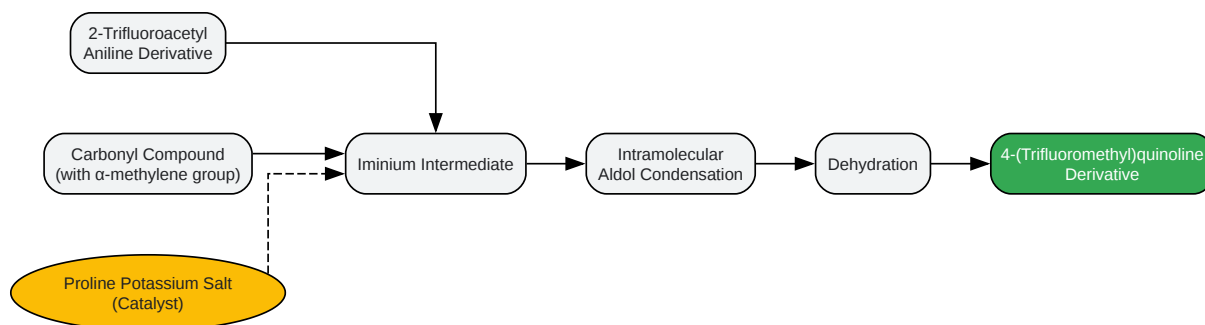 2-Trifluoroacetyl
Aniline Derivative
Carbonyl Compound
(with α-methylene group)
Iminium Intermediate
Intramolecular
Aldol Condensation
Dehydration
4-(Trifluoromethyl)quinoline
Derivative
Proline Potassium Salt
(Catalyst)